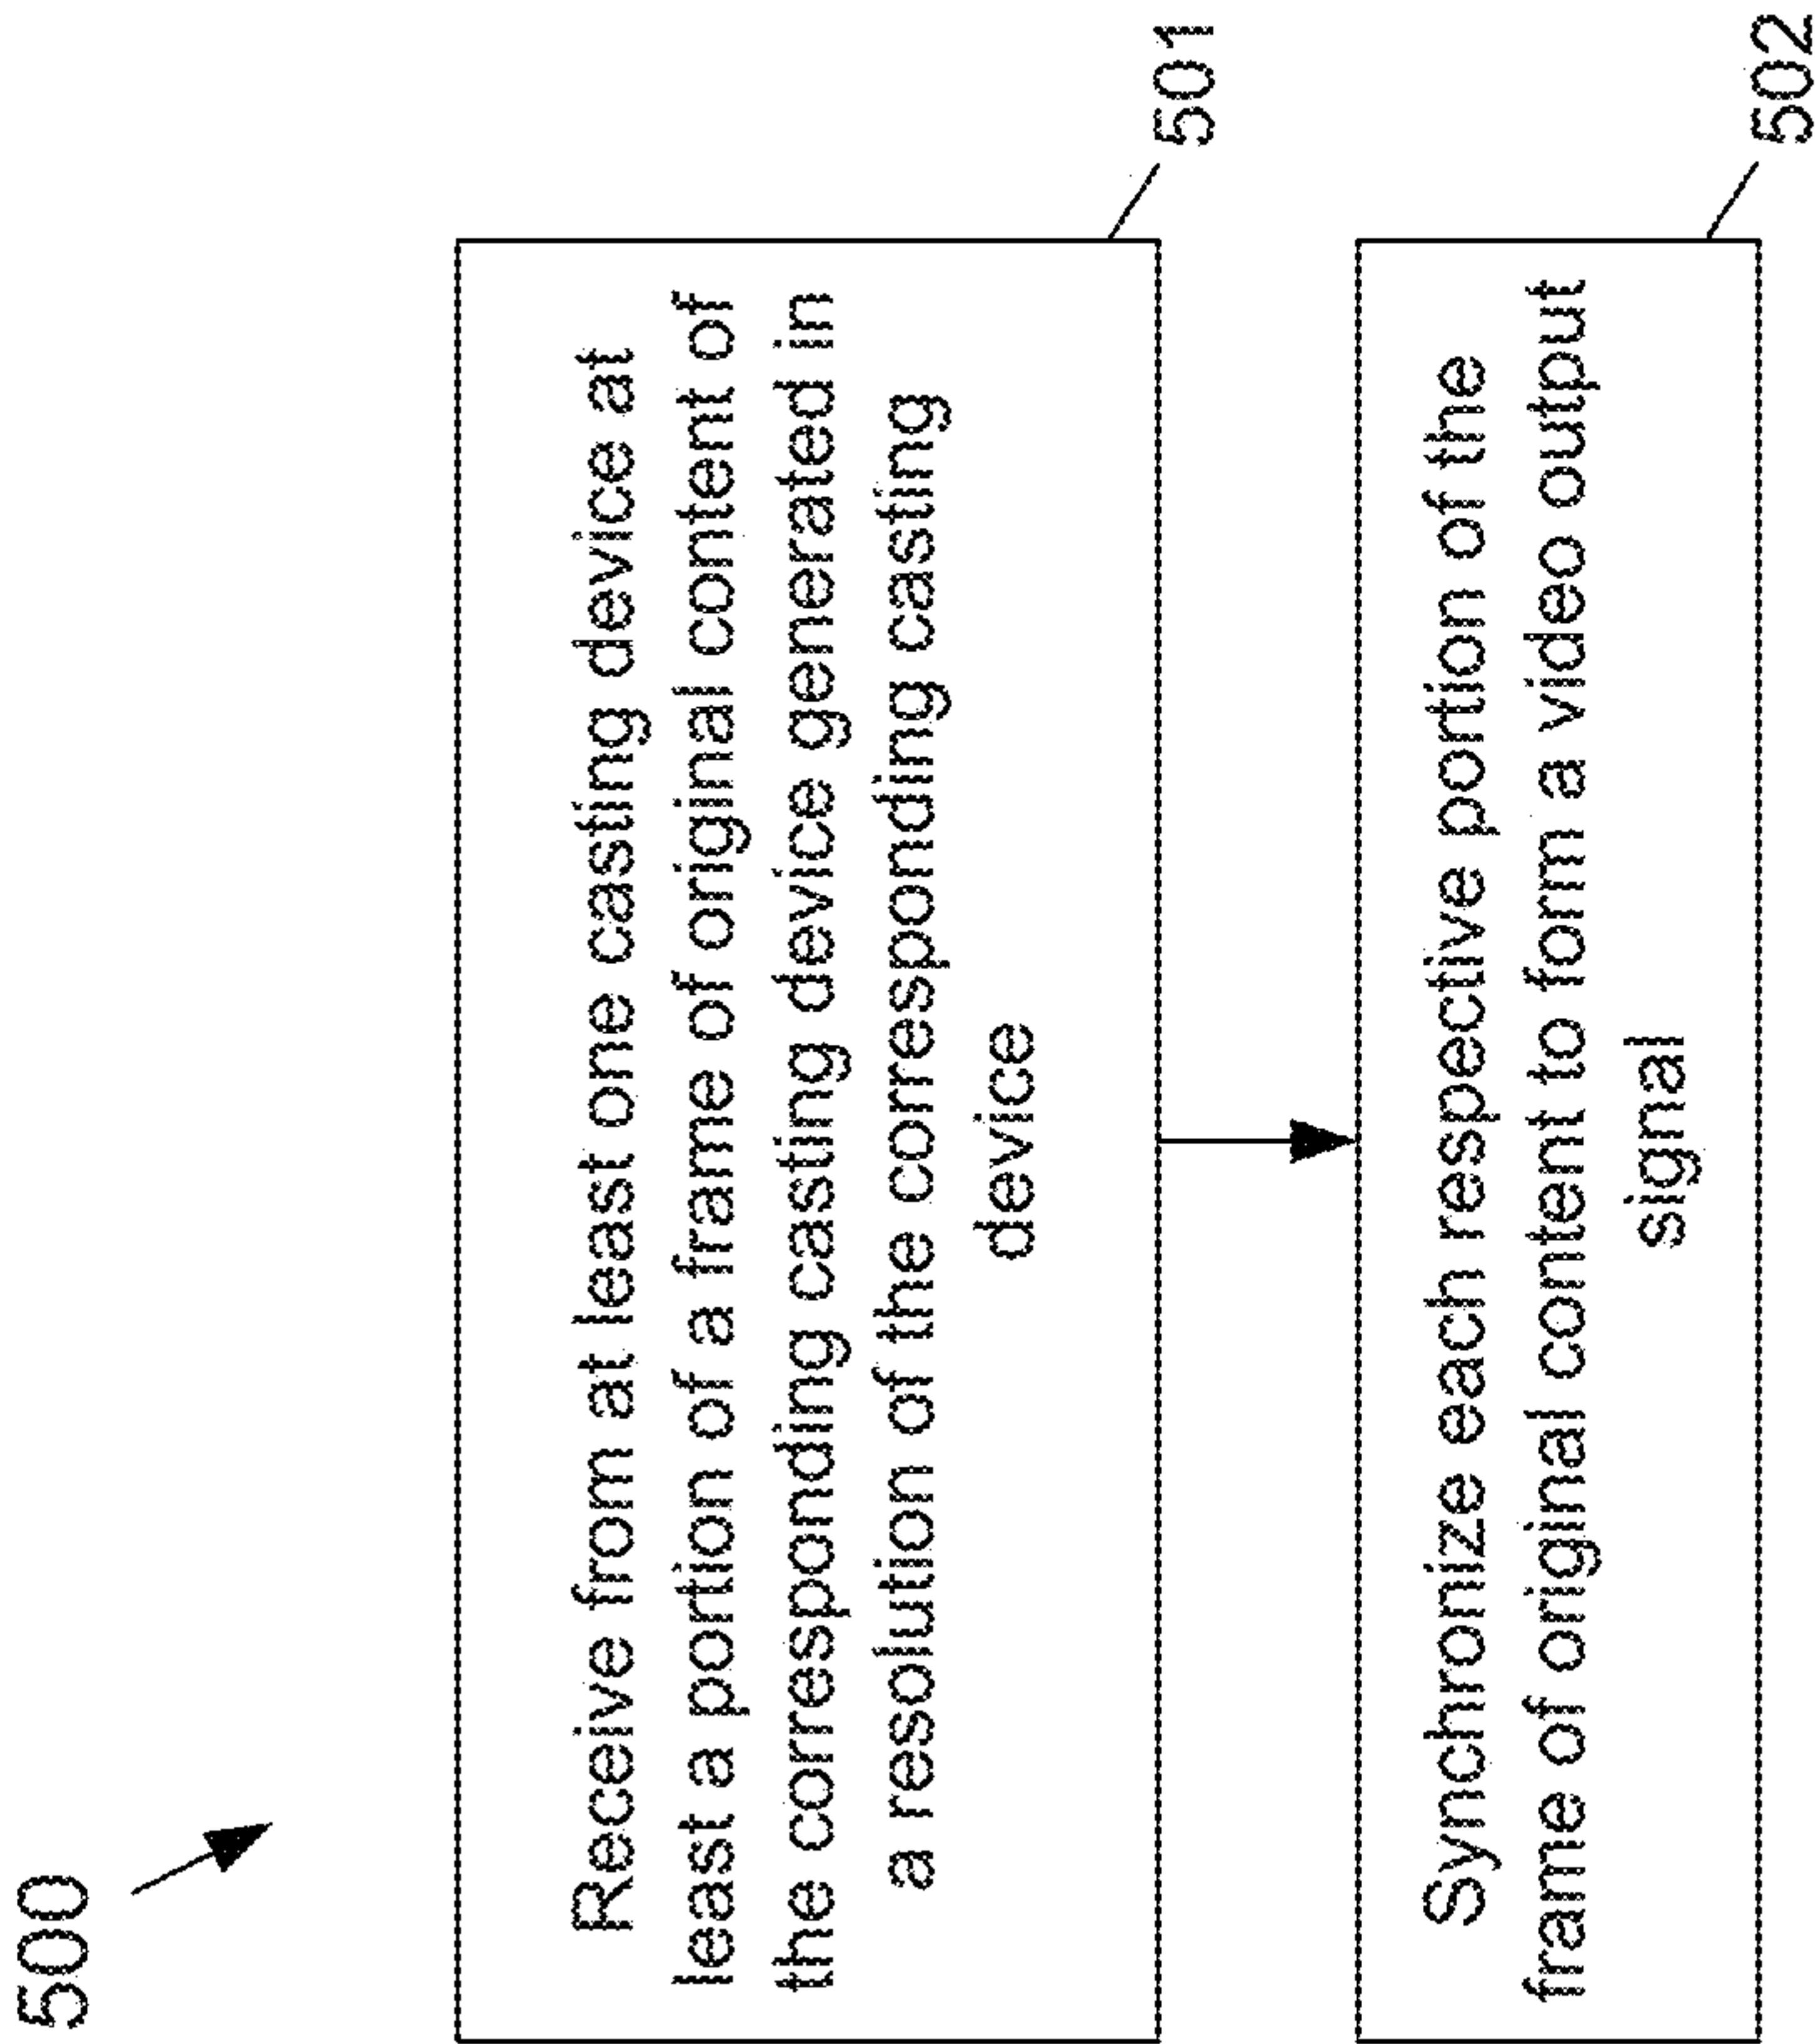 500
Receive from at least one casting device at
least a portion of a frame of original content of
the corresponding casting device generated in
a resolution of the corresponding casting
device
501
Synchronize each respective portion of the
frame of original content to form a video output
signal
502